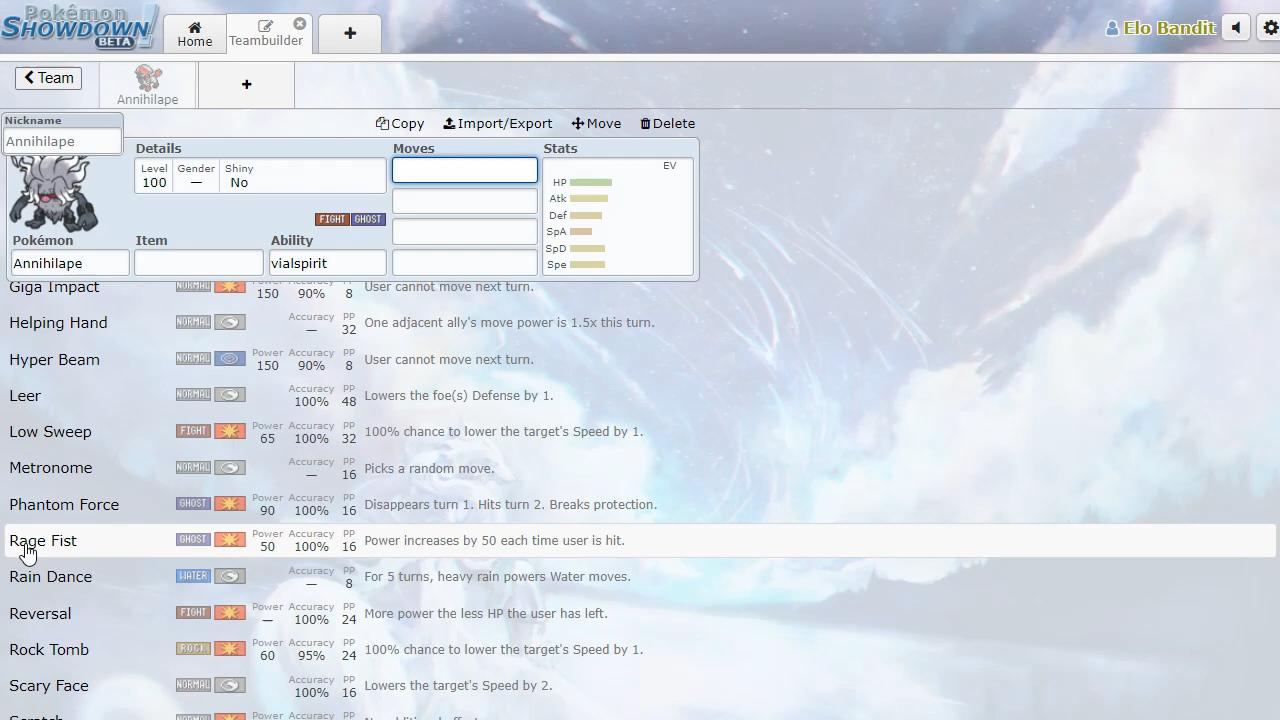 Pokémon
SHOWDOWN!
BETA
Home
Teambuilder
+
Elo Bandit
Team
Annihilape
+
Nickname
Annihilape
Copy Import/Export Move Delete
Details
Level Gender Shiny
100 — No
FIGHT GHOST
Pokémon Item Ability
Annihilape vialspirit
Moves
Stats
EV
HP
Atk
Def
SpA
SpD
Spe
Giga Impact NORMAL Power 150 Accuracy 90% PP 8 User cannot move next turn.
Helping Hand NORMAL Accuracy — PP 32 One adjacent ally's move power is 1.5x this turn.
Hyper Beam NORMAL Power 150 Accuracy 90% PP 8 User cannot move next turn.
Leer NORMAL Accuracy 100% PP 48 Lowers the foe(s) Defense by 1.
Low Sweep FIGHT Power 65 Accuracy 100% PP 32 100% chance to lower the target's Speed by 1.
Metronome NORMAL Accuracy — PP 16 Picks a random move.
Phantom Force GHOST Power 90 Accuracy 100% PP 16 Disappears turn 1. Hits turn 2. Breaks protection.
Rage Fist GHOST Power 50 Accuracy 100% PP 16 Power increases by 50 each time user is hit.
Rain Dance WATER Accuracy — PP 8 For 5 turns, heavy rain powers Water moves.
Reversal FIGHT Power — Accuracy 100% PP 24 More power the less HP the user has left.
Rock Tomb ROCK Power 60 Accuracy 95% PP 24 100% chance to lower the target's Speed by 1.
Scary Face NORMAL Accuracy 100% PP 16 Lowers the target's Speed by 2.
Scratch Power Accuracy PP